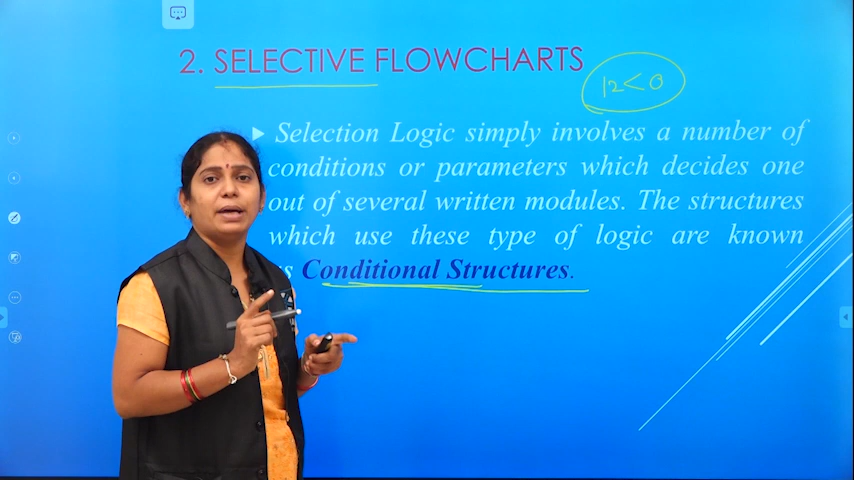 2. SELECTIVE FLOWCHARTS
12 < 0
Selection Logic simply involves a number of
conditions or parameters which decides one
out of several written modules. The structures
which use these type of logic are known
Conditional Structures.